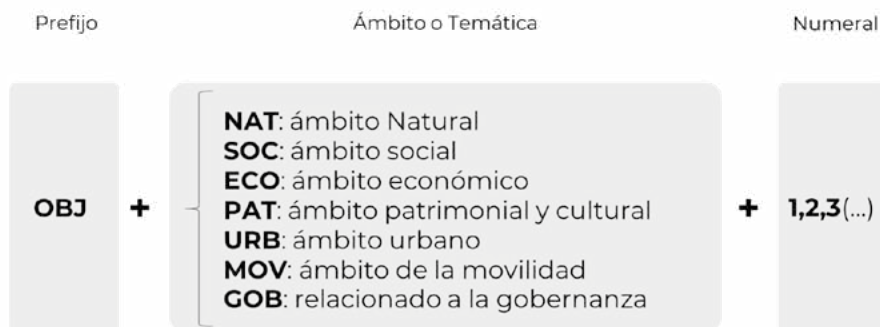 Prefijo
Ámbito o Temática
Numeral
NAT: ámbito Natural
SOC: ámbito social
ECO: ámbito económico
OBJ + PAT: ámbito patrimonial y cultural + 1,2,3(...)
URB: ámbito urbano
MOV: ámbito de la movilidad
GOB: relacionado a la gobernanza